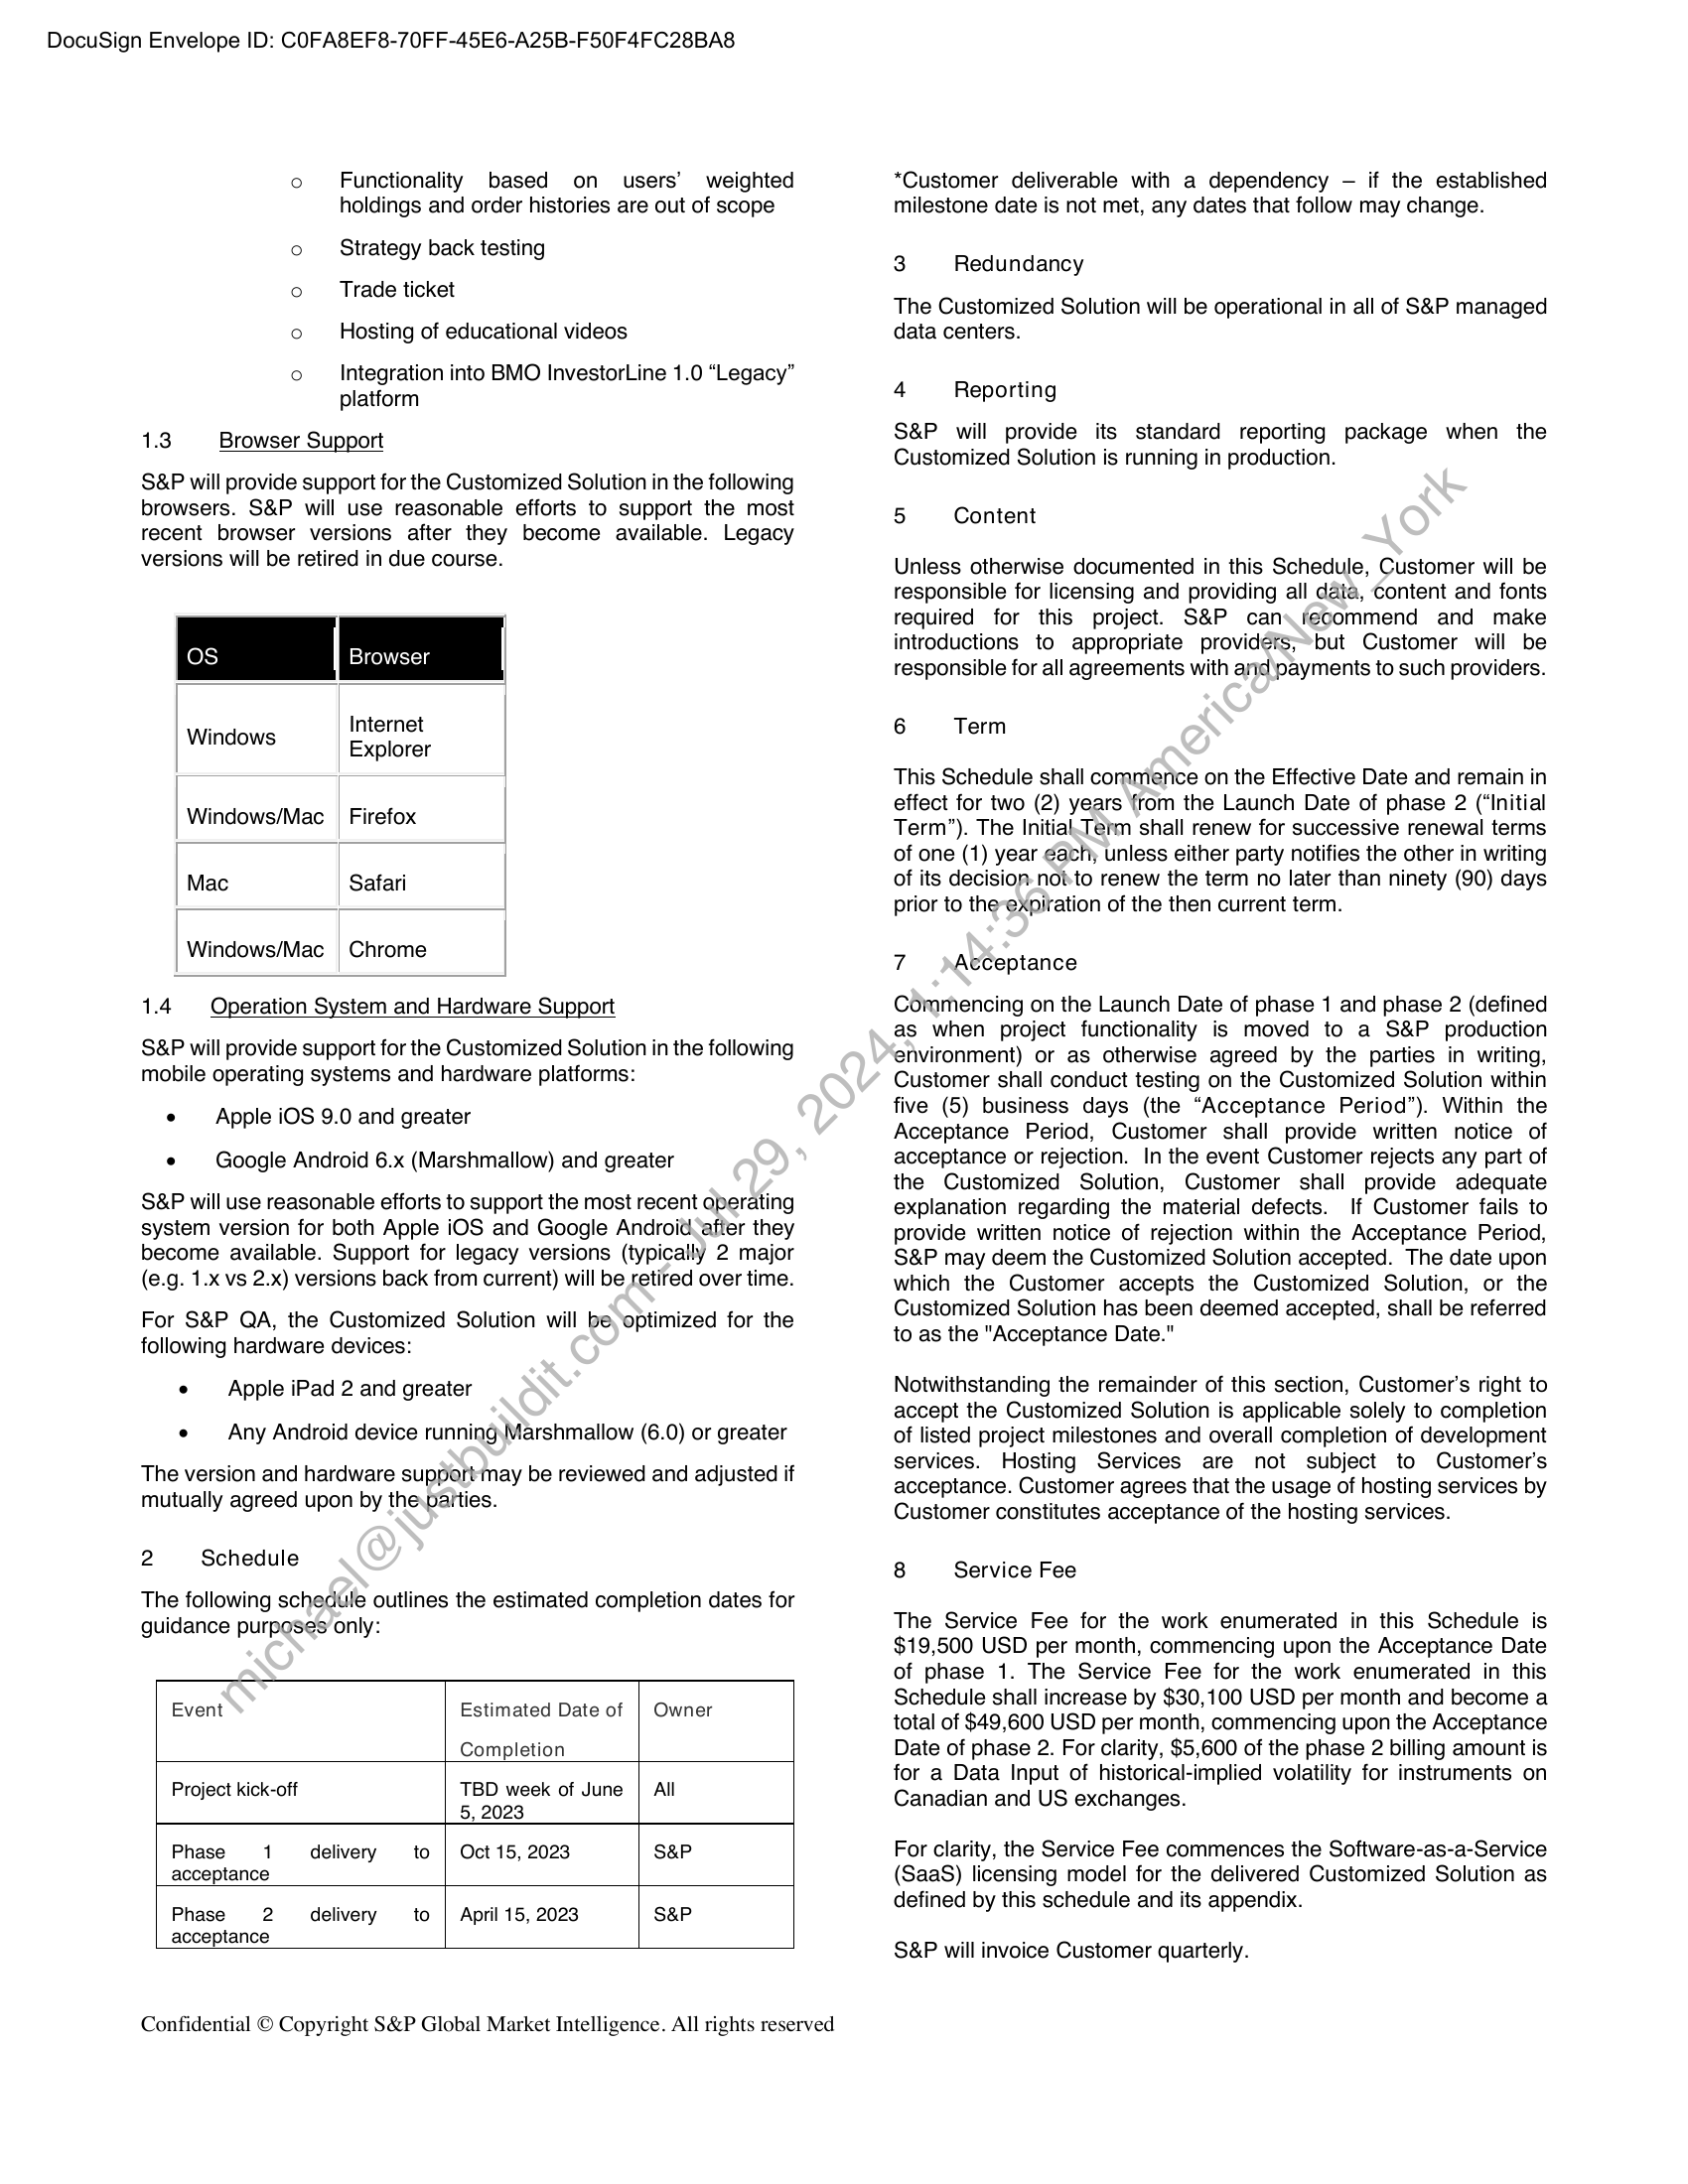 DocuSign Envelope ID: C0FA8EF8-70FF-45E6-A25B-F50F4FC28BA8
○ Functionality based on users’ weighted
holdings and order histories are out of scope
○ Strategy back testing
○ Trade ticket
○ Hosting of educational videos
○ Integration into BMO InvestorLine 1.0 “Legacy”
platform
1.3 Browser Support
S&P will provide support for the Customized Solution in the following
browsers. S&P will use reasonable efforts to support the most
recent browser versions after they become available. Legacy
versions will be retired in due course.
OS Browser
Windows Internet
Explorer
Windows/Mac Firefox
Mac Safari
Windows/Mac Chrome
1.4 Operation System and Hardware Support
S&P will provide support for the Customized Solution in the following
mobile operating systems and hardware platforms:
• Apple iOS 9.0 and greater
• Google Android 6.x (Marshmallow) and greater
S&P will use reasonable efforts to support the most recent operating
system version for both Apple iOS and Google Android after they
become available. Support for legacy versions (typically 2 major
(e.g. 1.x vs 2.x) versions back from current) will be retired over time.
For S&P QA, the Customized Solution will be optimized for the
following hardware devices:
• Apple iPad 2 and greater
• Any Android device running Marshmallow (6.0) or greater
The version and hardware support may be reviewed and adjusted if
mutually agreed upon by the parties.
2 Schedule
The following schedule outlines the estimated completion dates for
guidance purposes only:
Event Estimated Date of Owner
Completion
Project kick-off TBD week of June All
5, 2023
Phase 1 delivery to Oct 15, 2023 S&P
acceptance
Phase 2 delivery to April 15, 2023 S&P
acceptance
*Customer deliverable with a dependency – if the established
milestone date is not met, any dates that follow may change.
3 Redundancy
The Customized Solution will be operational in all of S&P managed
data centers.
4 Reporting
S&P will provide its standard reporting package when the
Customized Solution is running in production.
5 Content
Unless otherwise documented in this Schedule, Customer will be
responsible for licensing and providing all data, content and fonts
required for this project. S&P can recommend and make
introductions to appropriate providers, but Customer will be
responsible for all agreements with and payments to such providers.
6 Term
This Schedule shall commence on the Effective Date and remain in
effect for two (2) years from the Launch Date of phase 2 (“Initial
Term”). The Initial Term shall renew for successive renewal terms
of one (1) year each, unless either party notifies the other in writing
of its decision not to renew the term no later than ninety (90) days
prior to the expiration of the then current term.
7 Acceptance
Commencing on the Launch Date of phase 1 and phase 2 (defined
as when project functionality is moved to a S&P production
environment) or as otherwise agreed by the parties in writing,
Customer shall conduct testing on the Customized Solution within
five (5) business days (the “Acceptance Period”). Within the
Acceptance Period, Customer shall provide written notice of
acceptance or rejection. In the event Customer rejects any part of
the Customized Solution, Customer shall provide adequate
explanation regarding the material defects. If Customer fails to
provide written notice of rejection within the Acceptance Period,
S&P may deem the Customized Solution accepted. The date upon
which the Customer accepts the Customized Solution, or the
Customized Solution has been deemed accepted, shall be referred
to as the "Acceptance Date."
Notwithstanding the remainder of this section, Customer’s right to
accept the Customized Solution is applicable solely to completion
of listed project milestones and overall completion of development
services. Hosting Services are not subject to Customer’s
acceptance. Customer agrees that the usage of hosting services by
Customer constitutes acceptance of the hosting services.
8 Service Fee
The Service Fee for the work enumerated in this Schedule is
$19,500 USD per month, commencing upon the Acceptance Date
of phase 1. The Service Fee for the work enumerated in this
Schedule shall increase by $30,100 USD per month and become a
total of $49,600 USD per month, commencing upon the Acceptance
Date of phase 2. For clarity, $5,600 of the phase 2 billing amount is
for a Data Input of historical-implied volatility for instruments on
Canadian and US exchanges.
For clarity, the Service Fee commences the Software-as-a-Service
(SaaS) licensing model for the delivered Customized Solution as
defined by this schedule and its appendix.
S&P will invoice Customer quarterly.
Confidential © Copyright S&P Global Market Intelligence. All rights reserved
michael@justbuildit.com - Jul 29, 2024, 1:14:36 PM America/New_York